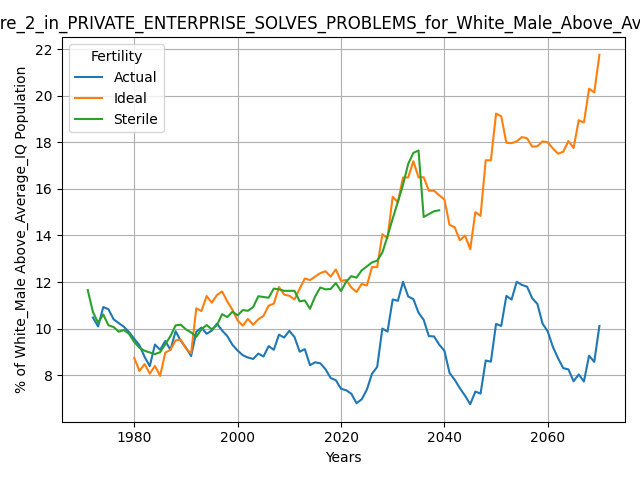 re_2_in_PRIVATE_ENTERPRISE_SOLVES_PROBLEMS_for_White_Male_Above_Av
Fertility
Actual
Ideal
Sterile
% of White_Male Above_Average_IQ Population
22
20
18
16
14
12
10
8
1980
2000
2020
2040
2060
Years